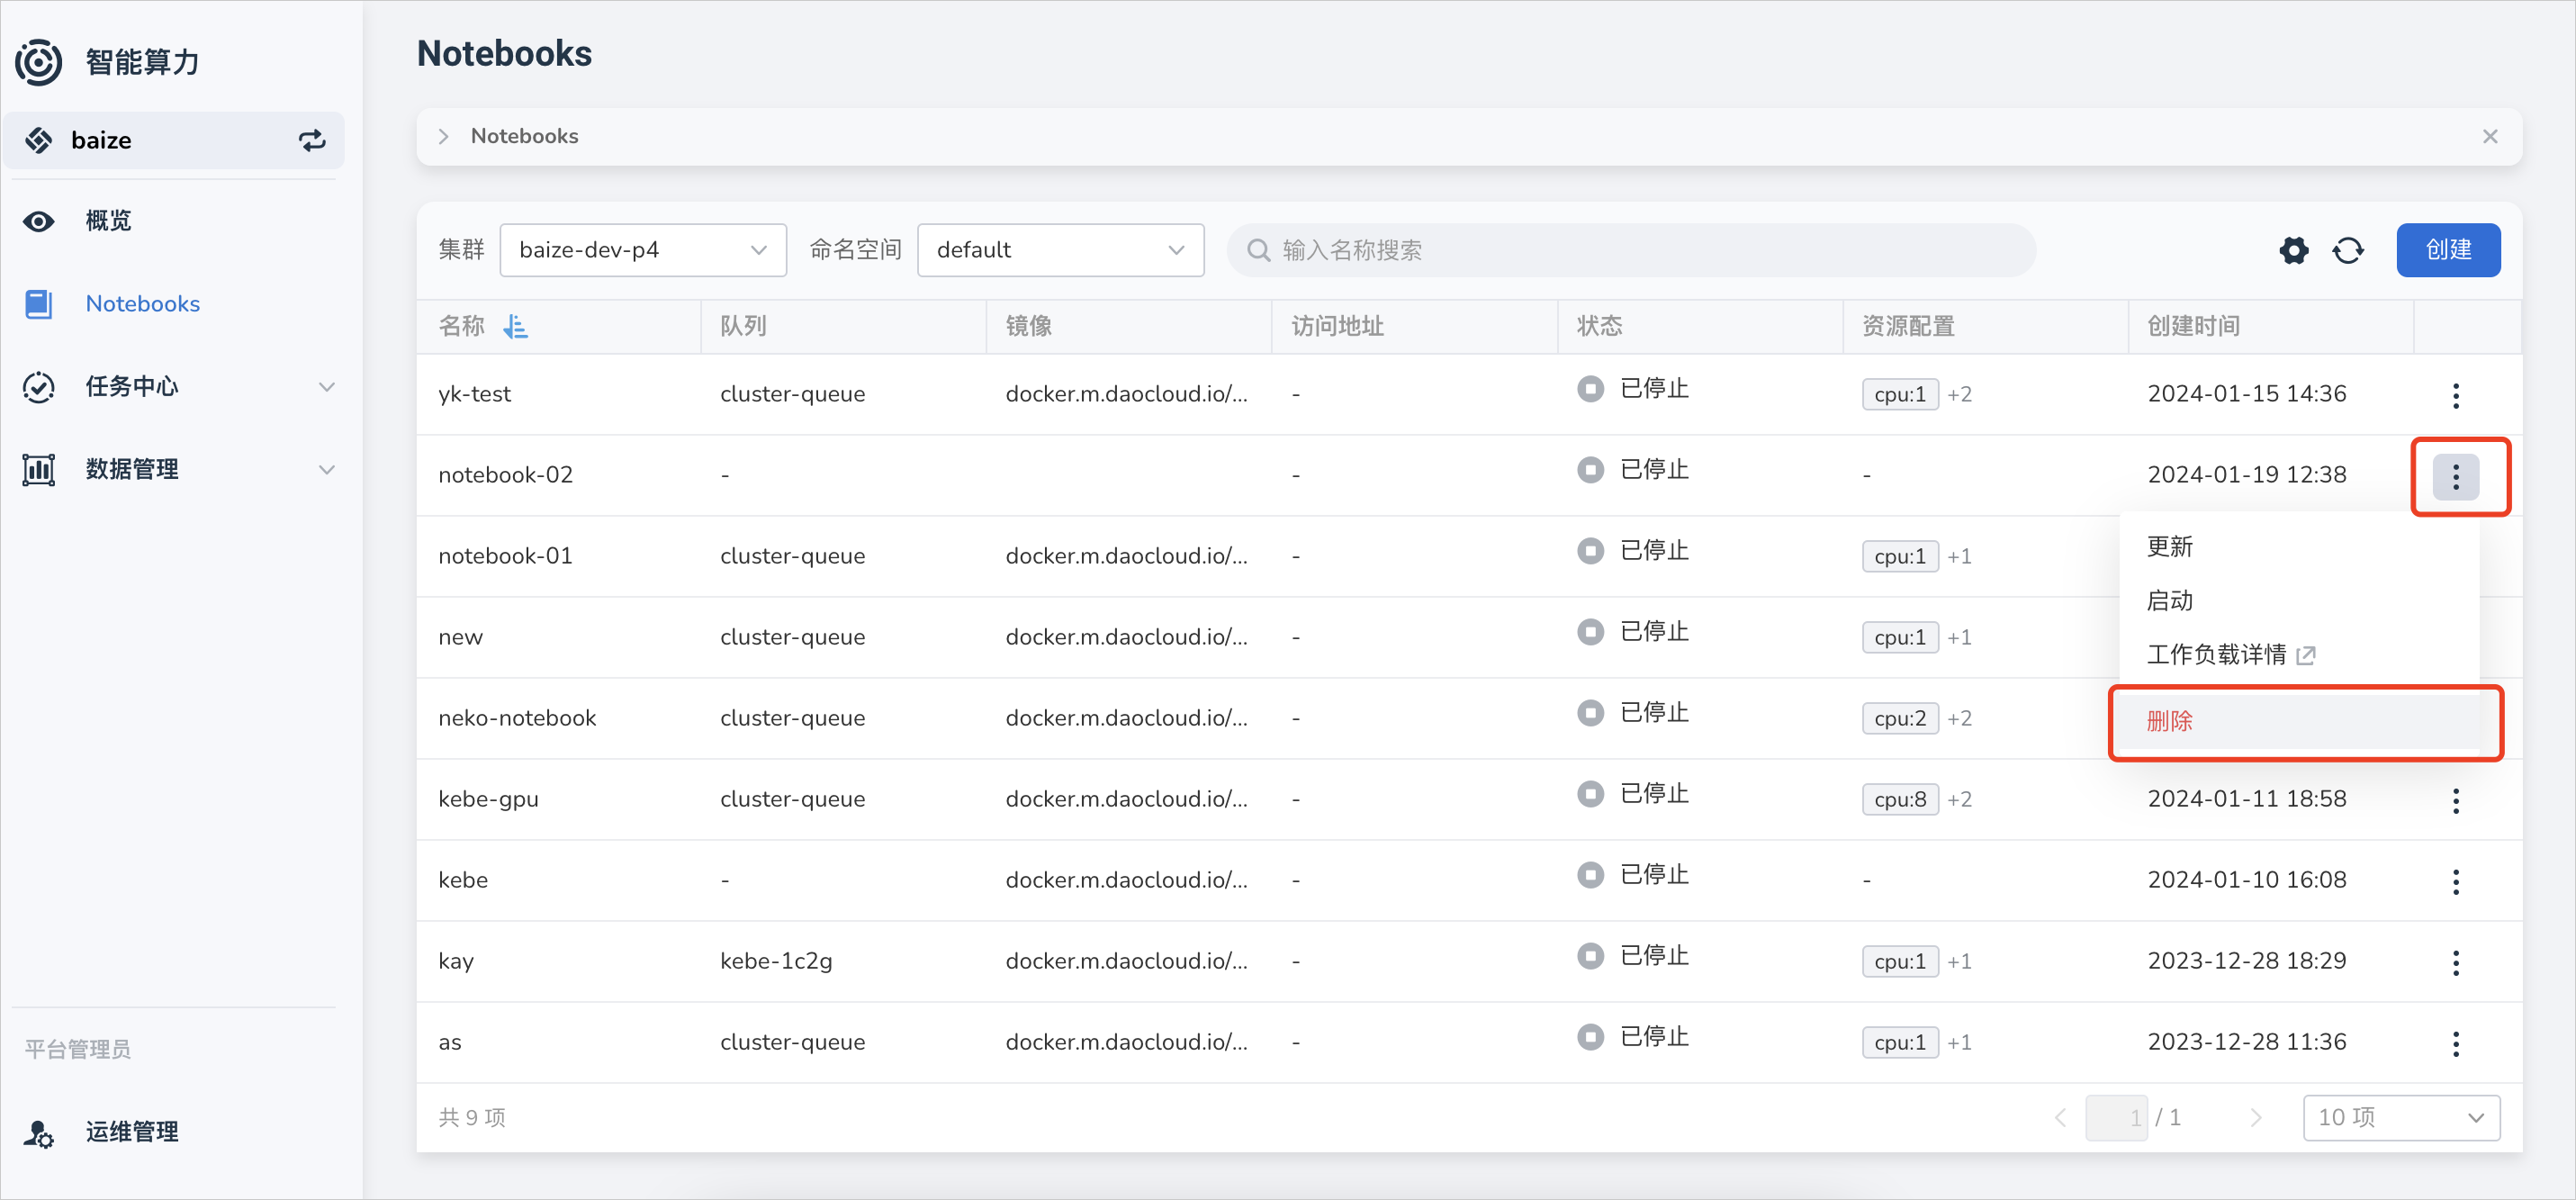 智能算力
baize
概览
Notebooks
任务中心
数据管理
平台管理员
运维管理
Notebooks
Notebooks
集群 baize-dev-p4 命名空间 default 输入名称搜索 创建
名称 队列 镜像 访问地址 状态 资源配置 创建时间
yk-test cluster-queue docker.m.daocloud.io/... - 已停止 cpu:1 +2 2024-01-15 14:36
notebook-02 - - 已停止 - 2024-01-19 12:38
notebook-01 cluster-queue docker.m.daocloud.io/... - 已停止 cpu:1 +1
new cluster-queue docker.m.daocloud.io/... - 已停止 cpu:1 +1
neko-notebook cluster-queue docker.m.daocloud.io/... - 已停止 cpu:2 +2
更新
启动
工作负载详情
删除
kebe-gpu cluster-queue docker.m.daocloud.io/... - 已停止 cpu:8 +2 2024-01-11 18:58
kebe - docker.m.daocloud.io/... - 已停止 - 2024-01-10 16:08
kay kebe-1c2g docker.m.daocloud.io/... - 已停止 cpu:1 +1 2023-12-28 18:29
as cluster-queue docker.m.daocloud.io/... - 已停止 cpu:1 +1 2023-12-28 11:36
共 9 项 1 / 1 10 项